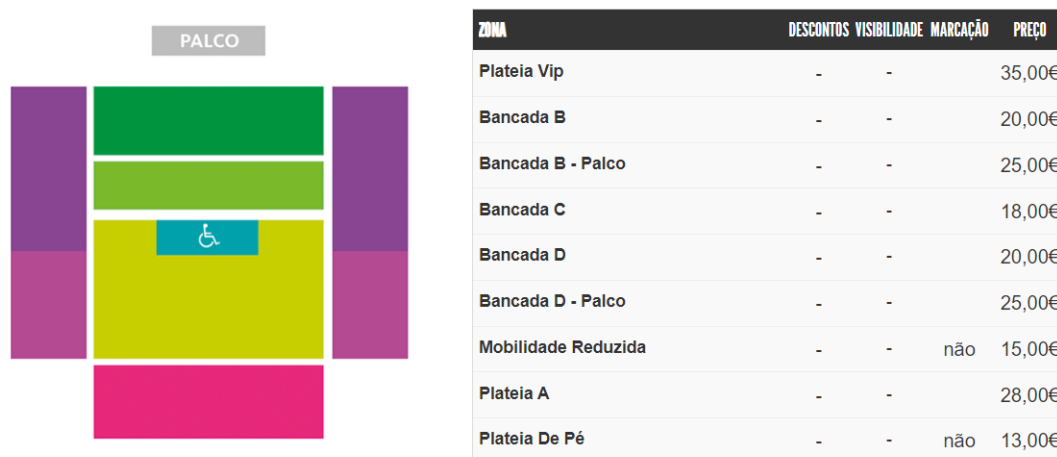 PALCO
ZONA DESCONTOS VISIBILIDADE MARCAÇÃO PREÇO
Plateia Vip - - 35,00€
Bancada B - - 20,00€
Bancada B - Palco - - 25,00€
Bancada C - - 18,00€
Bancada D - - 20,00€
Bancada D - Palco - - 25,00€
Mobilidade Reduzida - - não 15,00€
Plateia A - - 28,00€
Plateia De Pé - - não 13,00€